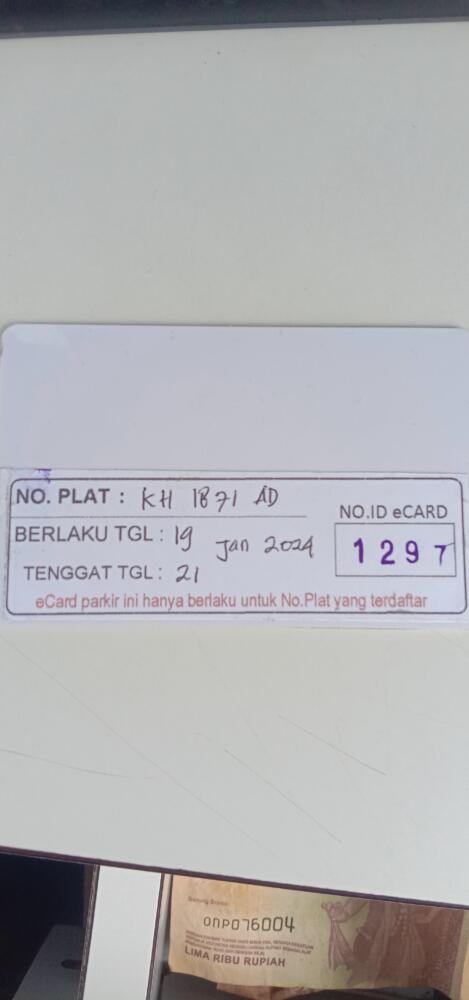 NO. PLAT : KH 1871 AD
NO.ID eCARD
BERLAKU TGL : 19 Jan 2024
1297
TENGGAT TGL : 21
eCard parkir ini hanya berlaku untuk No.Plat yang terdaftar
ONP076004
LIMA RIBU RUPIAH